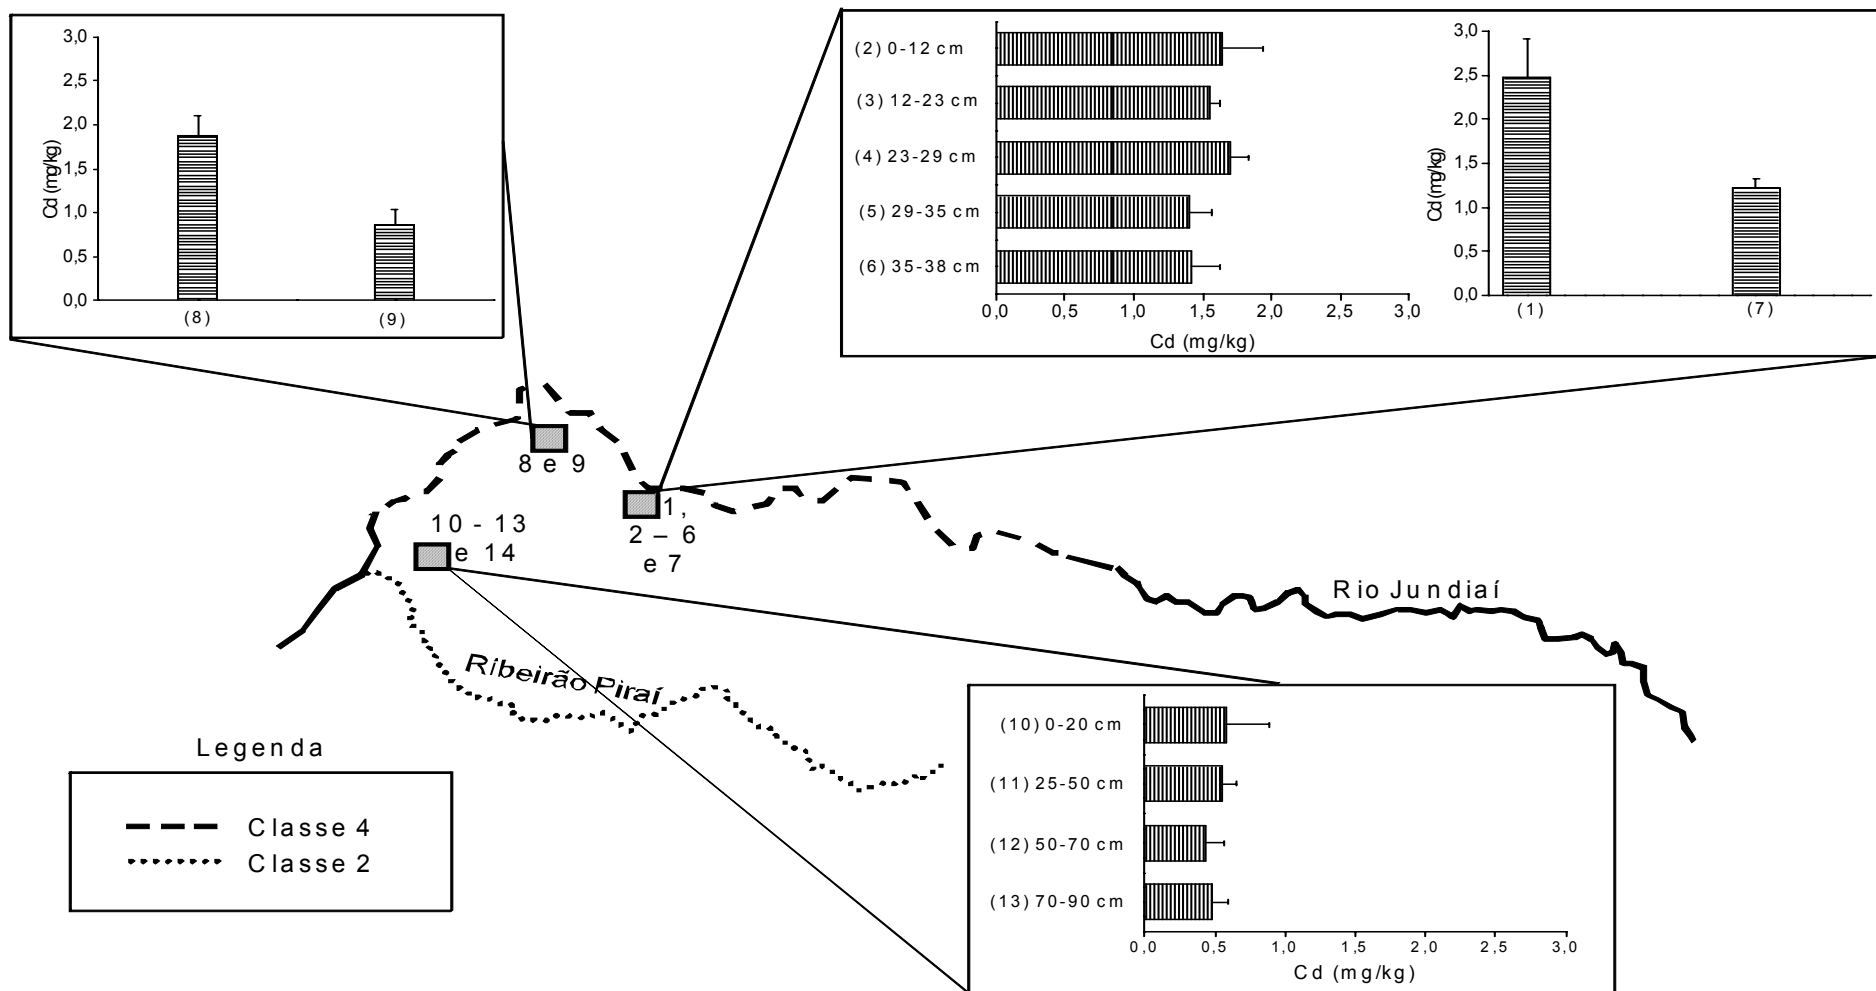 3,0
2,5
2,0
1,5
1,0
0,5
0,0
Cd (mg/kg)
(8)
(9)
(2) 0-12 cm
(3) 12-23 cm
(4) 23-29 cm
(5) 29-35 cm
(6) 35-38 cm
0,0 0,5 1,0 1,5 2,0 2,5 3,0
Cd (mg/kg)
3,0
2,5
2,0
1,5
1,0
0,5
0,0
Cd (mg/kg)
(1)
(7)
8 e 9
1,
2 – 6
e 7
10 - 13
e 14
Rio Jundiaí
Ribeirão Piraí
Legenda
Classe 4
Classe 2
(10) 0-20 cm
(11) 25-50 cm
(12) 50-70 cm
(13) 70-90 cm
0,0 0,5 1,0 1,5 2,0 2,5 3,0
Cd (mg/kg)